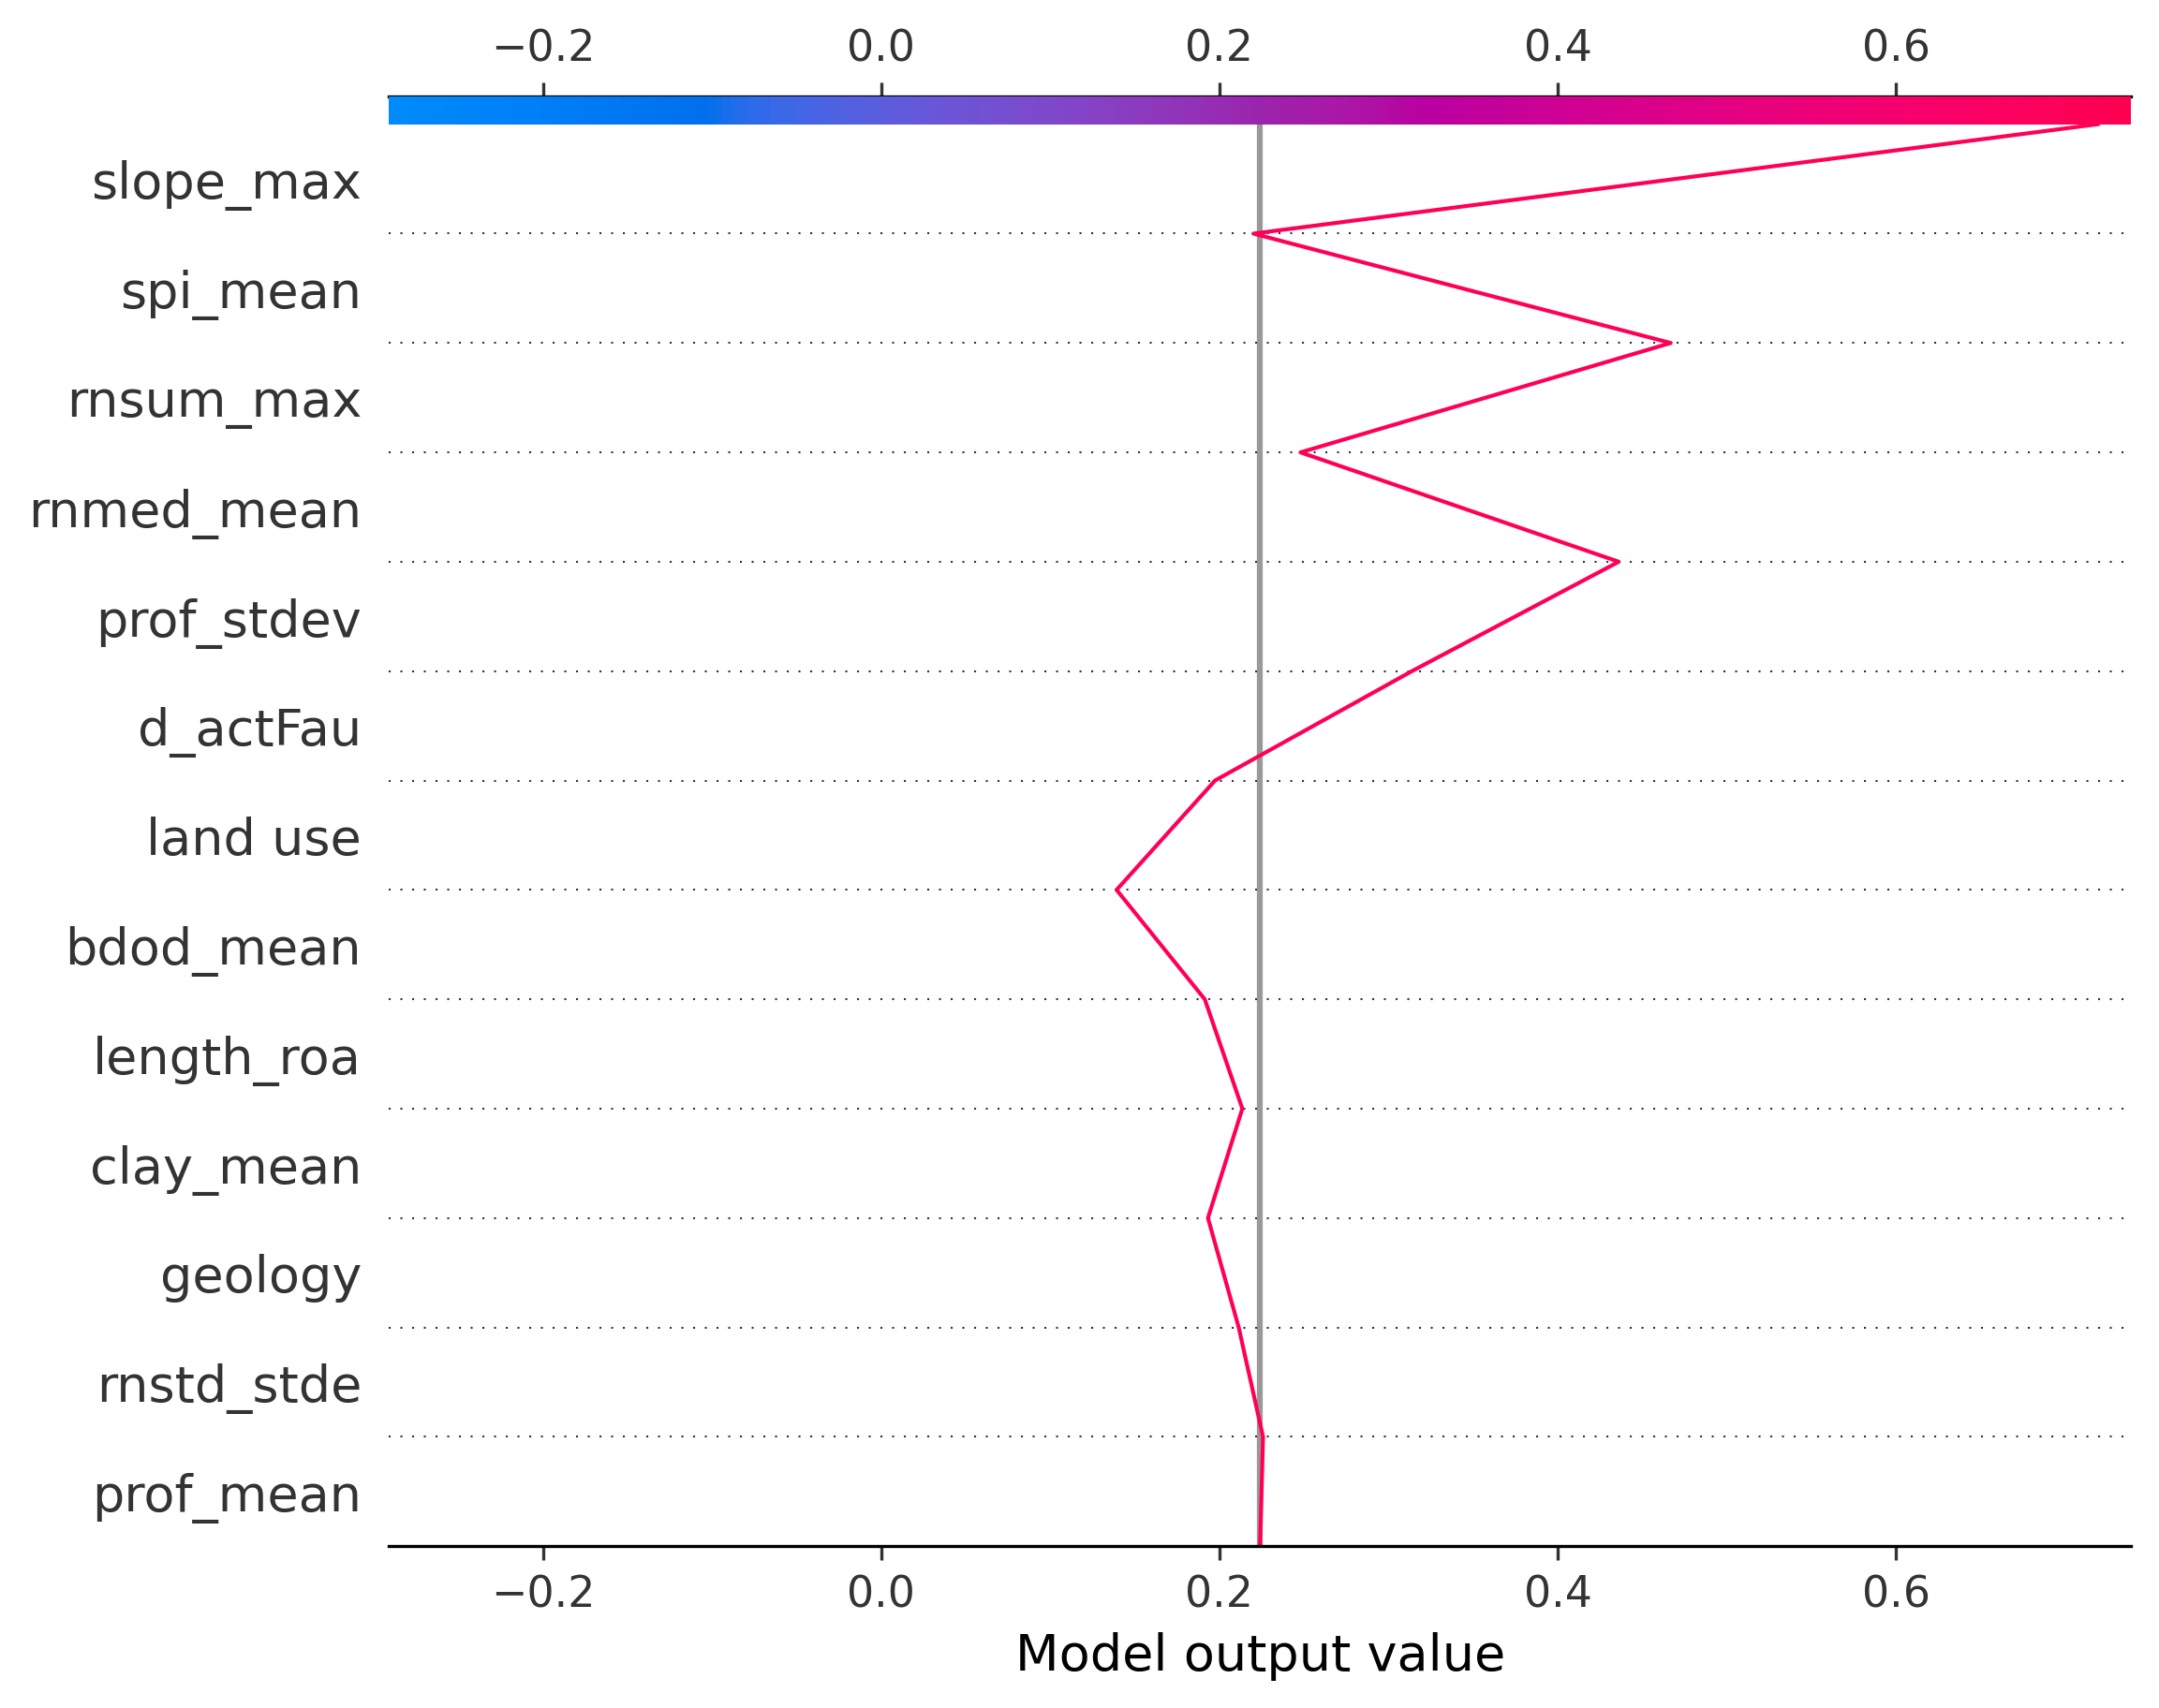 −0.2 0.0 0.2 0.4 0.6
slope_max
spi_mean
rnsum_max
rnmed_mean
prof_stdev
d_actFau
land use
bdod_mean
length_roa
clay_mean
geology
rnstd_stde
prof_mean
−0.2 0.0 0.2 0.4 0.6
Model output value